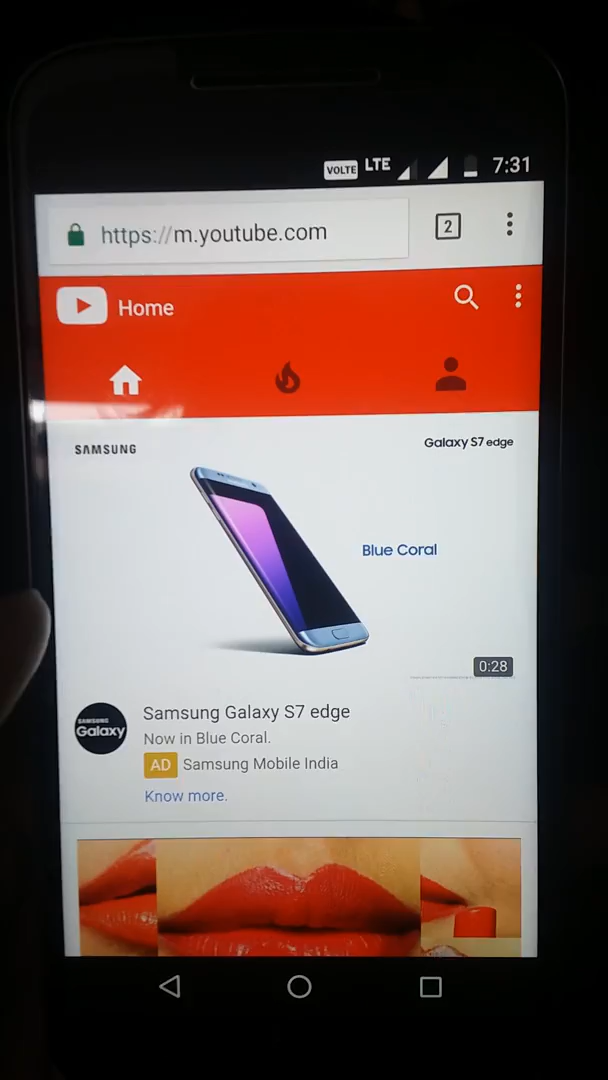 VOLTE LTE 7:31
https://m.youtube.com 2
Home
SAMSUNG
Galaxy S7 edge
Blue Coral
0:28
Samsung Galaxy S7 edge
SAMSUNG
Galaxy
Now in Blue Coral.
AD Samsung Mobile India
Know more.